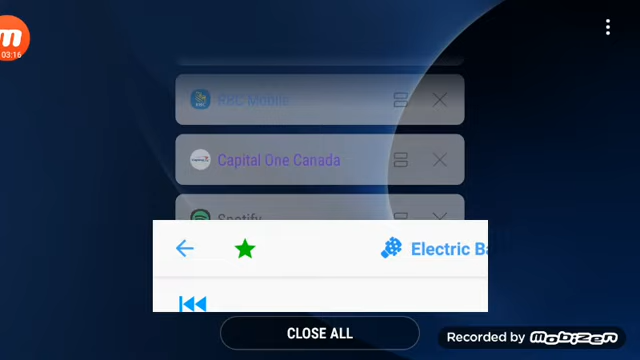 03:16
RBC Mobile
Capital One Canada
Spotify
Electric Ba
CLOSE ALL
Recorded by mobizen